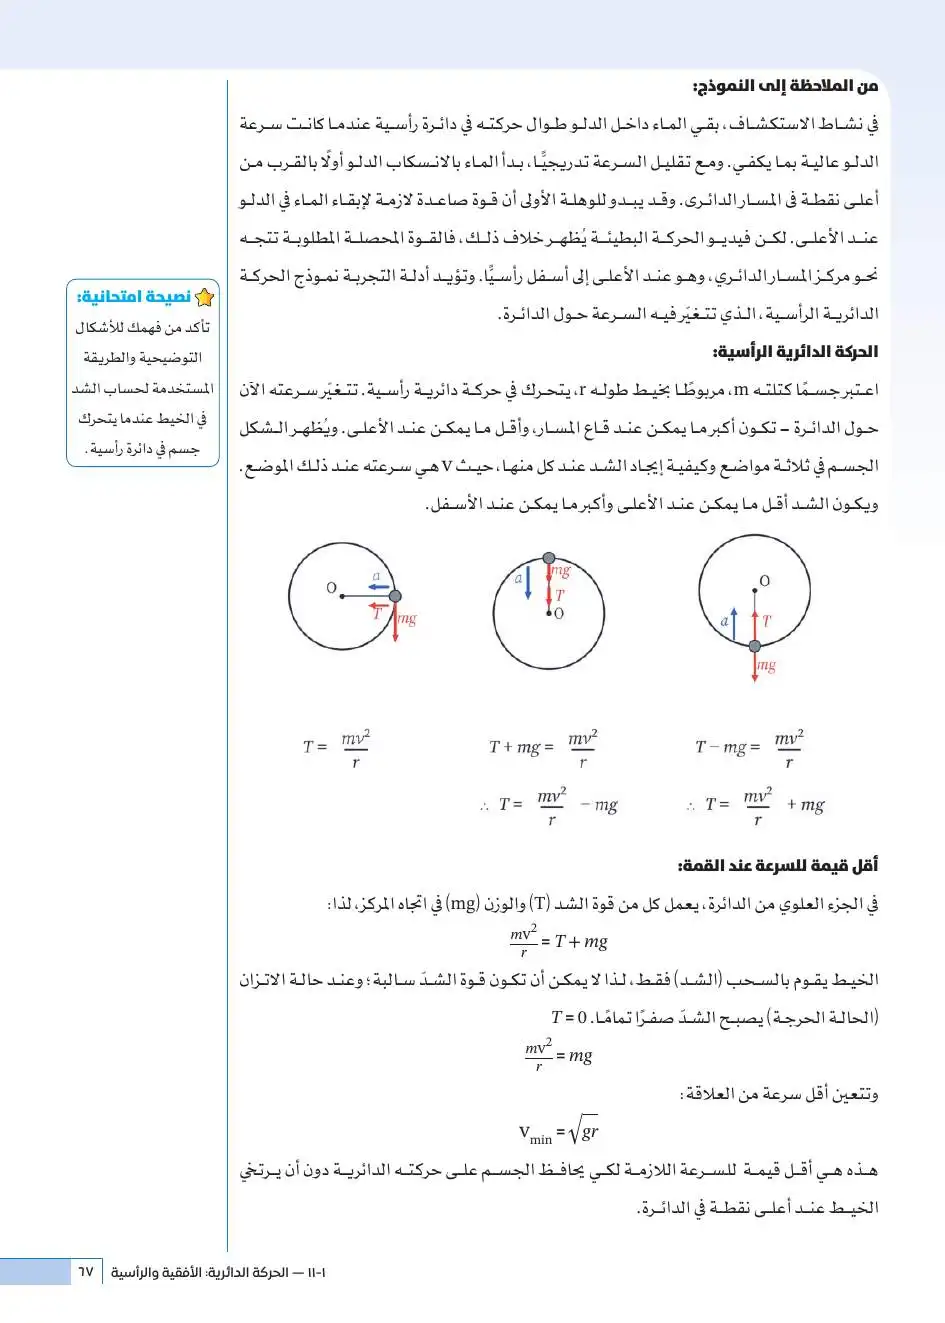 من الملاحظة إلى النموذج:
في نشاط الاستكشاف، بقي الماء داخل الدلو طوال حركته في دائرة رأسية عندما كانت سرعة
الدلو عالية بما يكفي. ومع تقليل السرعة تدريجيًّا، بدأ الماء بالانسكاب الدلو أولًا بالقرب من
أعلى نقطة فى المسار الدائرى. وقد يبدو للوهلة الأولى أن قوة صاعدة لازمة لإبقاء الماء في الدلو
عند الأعلى. لكن فيديو الحركة البطيئة يُظهر خلاف ذلك، فالقوة المحصلة المطلوبة تتجه
نحو مركز المسار الدائري، وهو عند الأعلى إلى أسفل رأسيًّا. وتؤيد أدلة التجربة نموذج الحركة
الدائرية الرأسية، الذي تتغيّر فيه السرعة حول الدائرة.
نصيحة امتحانية:
تأكد من فهمك للأشكال
التوضيحية والطريقة
المستخدمة لحساب الشد
في الخيط عندما يتحرك
جسم في دائرة رأسية.
الحركة الدائرية الرأسية:
اعتبر جسمًا كتلته m، مربوطًا بخيط طوله r، يتحرك في حركة دائرية رأسية. تتغيّر سرعته الآن
حول الدائرة – تكون أكبر ما يمكن عند قاع المسار، وأقل ما يمكن عند الأعلى. ويُظهر الشكل
الجسم في ثلاثة مواضع وكيفية إيجاد الشد عند كل منها، حيث v هي سرعته عند ذلك الموضع.
ويكون الشد أقل ما يمكن عند الأعلى وأكبر ما يمكن عند الأسفل.
O a T mg
a mg T O
O a T mg
T – mg = mv²/r
T + mg = mv²/r
T = mv²/r
∴ T = mv²/r + mg
∴ T = mv²/r – mg
أقل قيمة للسرعة عند القمة:
في الجزء العلوي من الدائرة، يعمل كل من قوة الشد (T) والوزن (mg) في اتجاه المركز، لذا:
mv²/r = T + mg
الخيط يقوم بالسحب (الشد) فقط، لذا لا يمكن أن تكون قوة الشدّ سالبة؛ وعند حالة الاتزان
(الحالة الحرجة) يصبح الشدّ صفرًا تمامًا. T = 0
mv²/r = mg
وتتعين أقل سرعة من العلاقة:
v_min = √gr
هذه هي أقل قيمة للسرعة اللازمة لكي يحافظ الجسم على حركته الدائرية دون أن يرتخي
الخيط عند أعلى نقطة في الدائرة.
١-١١ — الحركة الدائرية: الأفقية والرأسية
٦٧